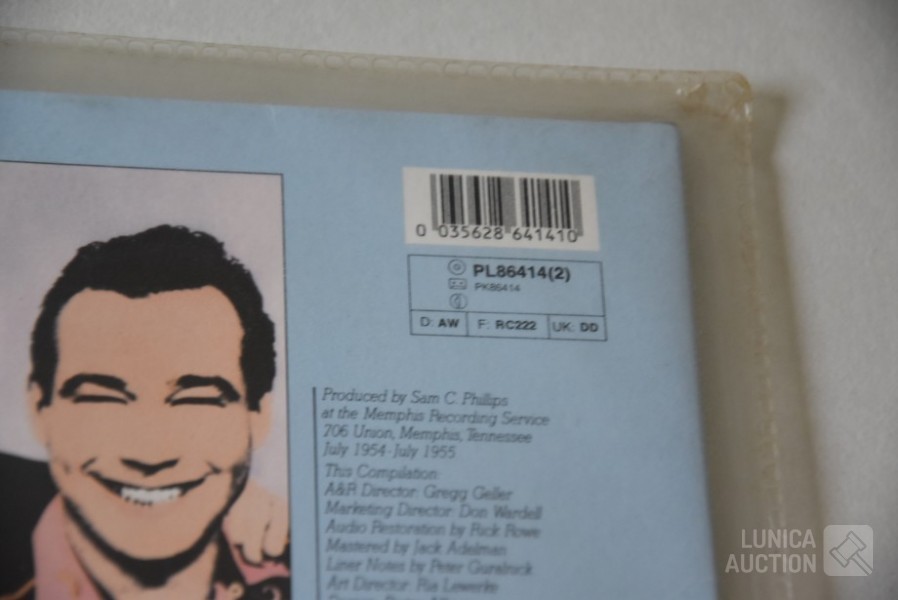 0 035628 641410
PL86414(2)
PK86414
D: AW F: RC222 UK: DD
Produced by Sam C. Phillips
at the Memphis Recording Service
706 Union, Memphis, Tennessee
July 1954-July 1955
This Compilation:
A&R Director: Gregg Geller
Marketing Director: Don Wardell
Audio Restoration by Rick Rowe
Mastered by Jack Adelman
Liner Notes by Peter Guralnick
Art Director: Ria Lewerke
LUNICA
AUCTION